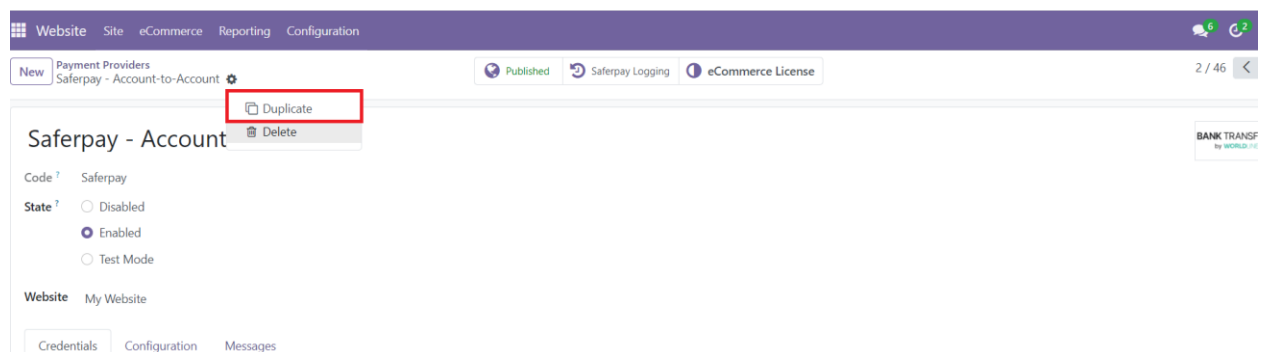 Website Site eCommerce Reporting Configuration 6 2
New Payment Providers Published Saferpay Logging eCommerce License 2 / 46
Saferpay - Account-to-Account
Duplicate
Delete
Saferpay - Account
BANK TRANSF
by WORLD
Code ? Saferpay
State ? Disabled
Enabled
Test Mode
Website My Website
Credentials Configuration Messages